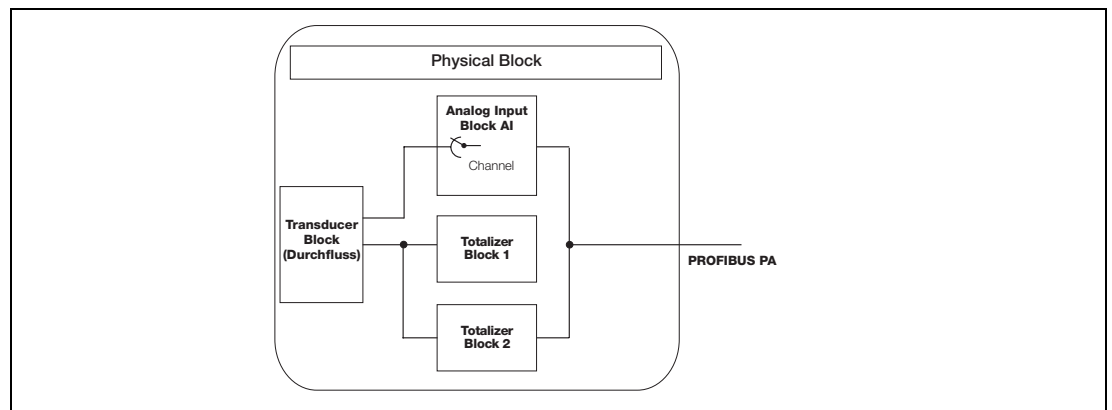 Physical Block
Analog Input
Block AI
Channel
Transducer
Block
(Durchfluss)
Totalizer
Block 1
PROFIBUS PA
Totalizer
Block 2